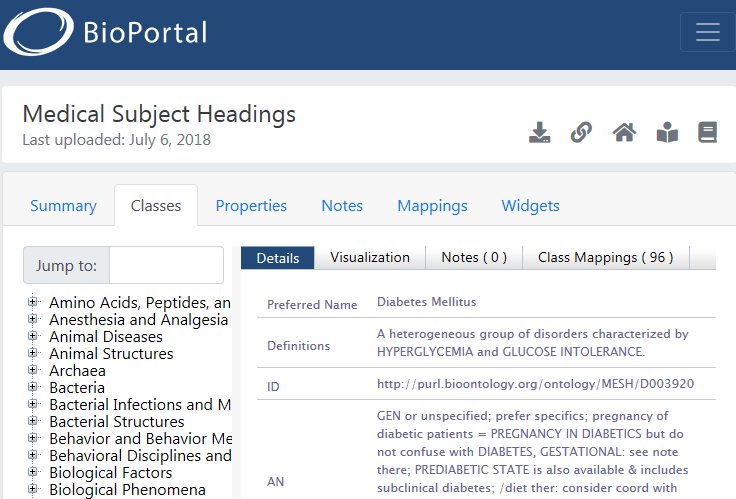 BioPortal
Medical Subject Headings
Last uploaded: July 6, 2018
Summary
Classes
Properties
Notes
Mappings
Widgets
Jump to:
Amino Acids, Peptides, an
Anesthesia and Analgesia
Animal Diseases
Animal Structures
Archaea
Bacteria
Bacterial Infections and M
Bacterial Structures
Behavior and Behavior Me
Behavioral Disciplines and
Biological Factors
Biological Phenomena
Details
Visualization
Notes ( 0 )
Class Mappings ( 96 )
Preferred Name
Diabetes Mellitus
Definitions
A heterogeneous group of disorders characterized by
HYPERGLYCEMIA and GLUCOSE INTOLERANCE.
ID
http://purl.bioontology.org/ontology/MESH/D003920
AN
GEN or unspecified; prefer specifics; pregnancy of
diabetic patients = PREGNANCY IN DIABETICS but do
not confuse with DIABETES, GESTATIONAL: see note
there; PREDIABETIC STATE is also available & includes
subclinical diabetes; /diet ther: consider coord with